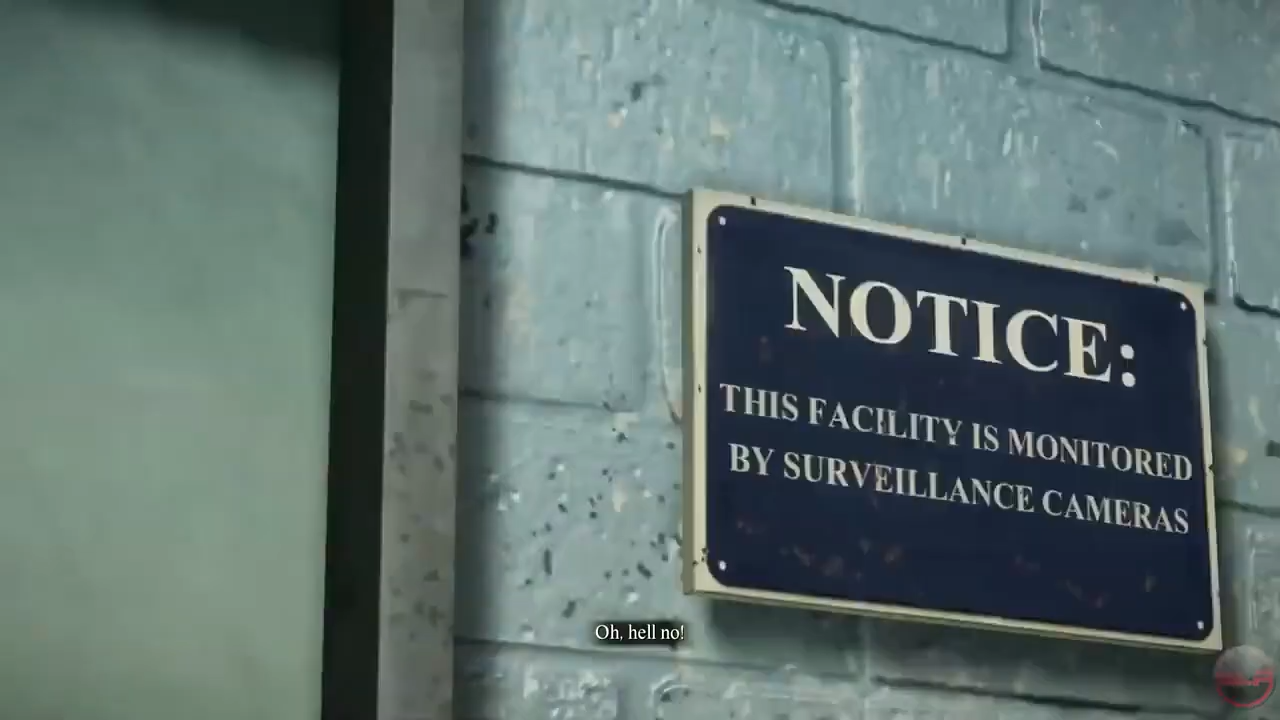 NOTICE:
THIS FACILITY IS MONITORED
BY SURVEILLANCE CAMERAS
Oh, hell no!